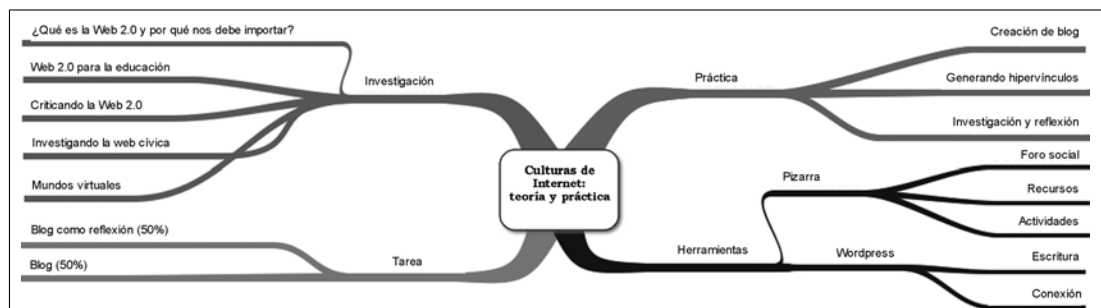 ¿Qué es la Web 2.0 y por qué nos debe importar?
Web 2.0 para la educación
Criticando la Web 2.0
Investigando la web cívica
Mundos virtuales
Investigación
Blog como reflexión (50%)
Blog (50%)
Tarea
Culturas de
Internet:
teoría y práctica
Práctica
Creación de blog
Generando hipervínculos
Investigación y reflexión
Herramientas
Pizarra
Foro social
Recursos
Actividades
Wordpress
Escritura
Conexión